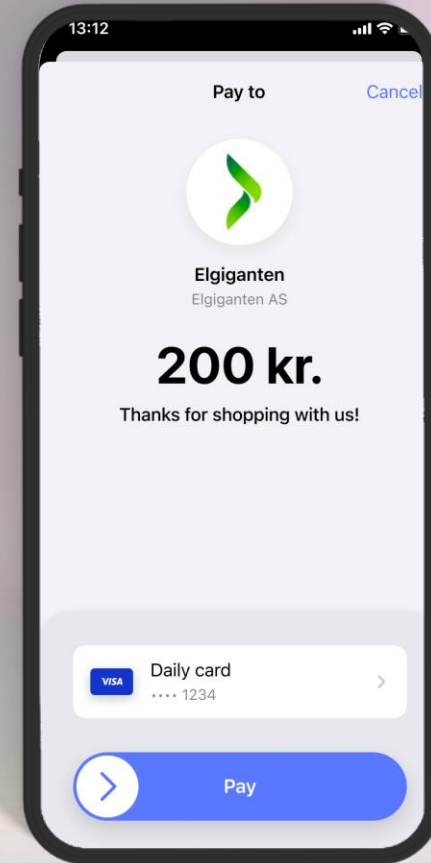 13:12
Pay to
Cancel
Elgiganten
Elgiganten AS
200 kr.
Thanks for shopping with us!
VISA
Daily card
•••• 1234
Pay